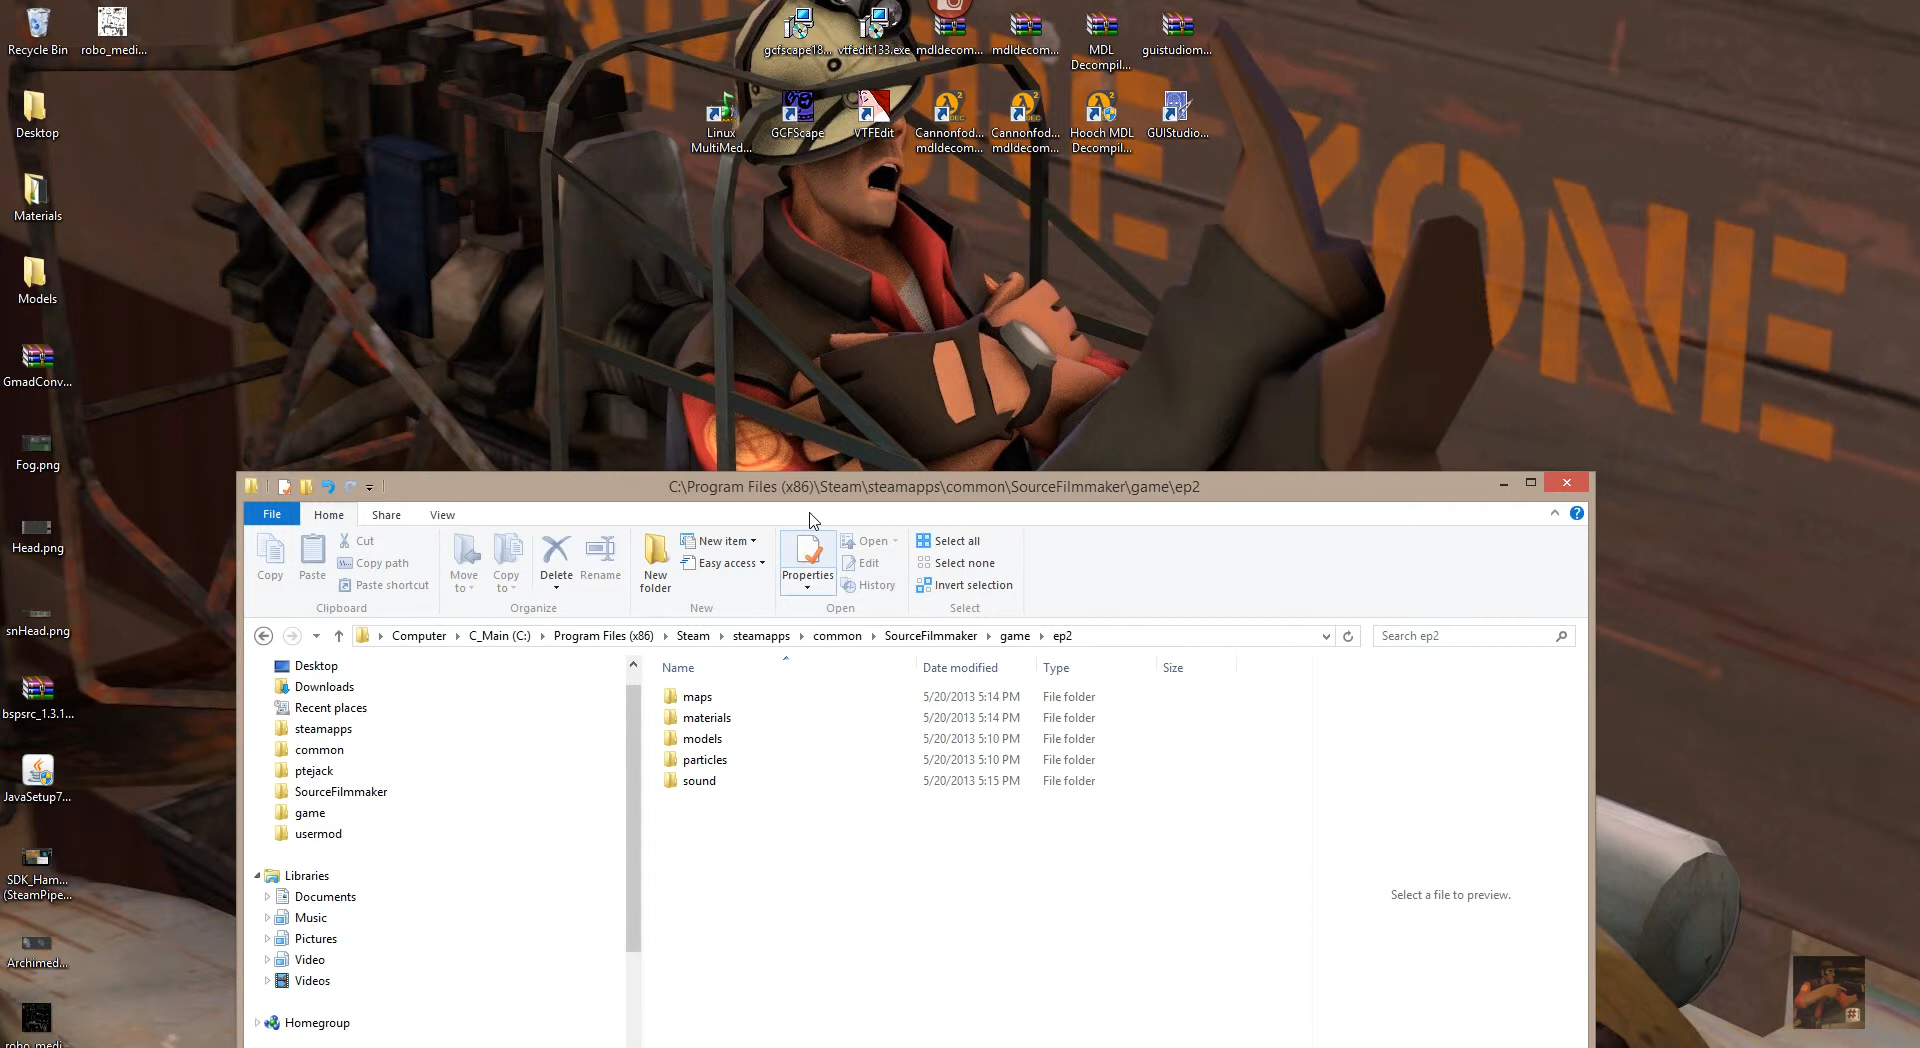 Recycle Bin
robo_medi...
gcfscape18...
vtfedit133.exe
mdldecom...
mdldecom...
MDL
Decompil...
guistudiom...
Desktop
Linux
MultiMed...
GCFScape
VTFEdit
Cannonfod...
mdldecom...
Cannonfod...
mdldecom...
Hooch MDL
Decompil...
GUIStudio...
Materials
Models
GmadConv...
Fog.png
Head.png
snHead.png
bspsrc_1.3.1...
JavaSetup7...
SDK_Ham...
(SteamPipe...
Archimed...
robo_medi...
ZONE
C:\Program Files (x86)\Steam\steamapps\common\SourceFilmmaker\game\ep2
File
Home
Share
View
Copy
Paste
Cut
Copy path
Paste shortcut
Clipboard
Move
to
Copy
to
Delete
Rename
Organize
New
folder
New item
Easy access
New
Properties
Open
Edit
History
Open
Select all
Select none
Invert selection
Select
Computer
C_Main (C:)
Program Files (x86)
Steam
steamapps
common
SourceFilmmaker
game
ep2
Search ep2
Desktop
Downloads
Recent places
steamapps
common
ptejack
SourceFilmmaker
game
usermod
Libraries
Documents
Music
Pictures
Video
Videos
Homegroup
Name
Date modified
Type
Size
maps 5/20/2013 5:14 PM File folder
materials 5/20/2013 5:14 PM File folder
models 5/20/2013 5:10 PM File folder
particles 5/20/2013 5:10 PM File folder
sound 5/20/2013 5:15 PM File folder
Select a file to preview.